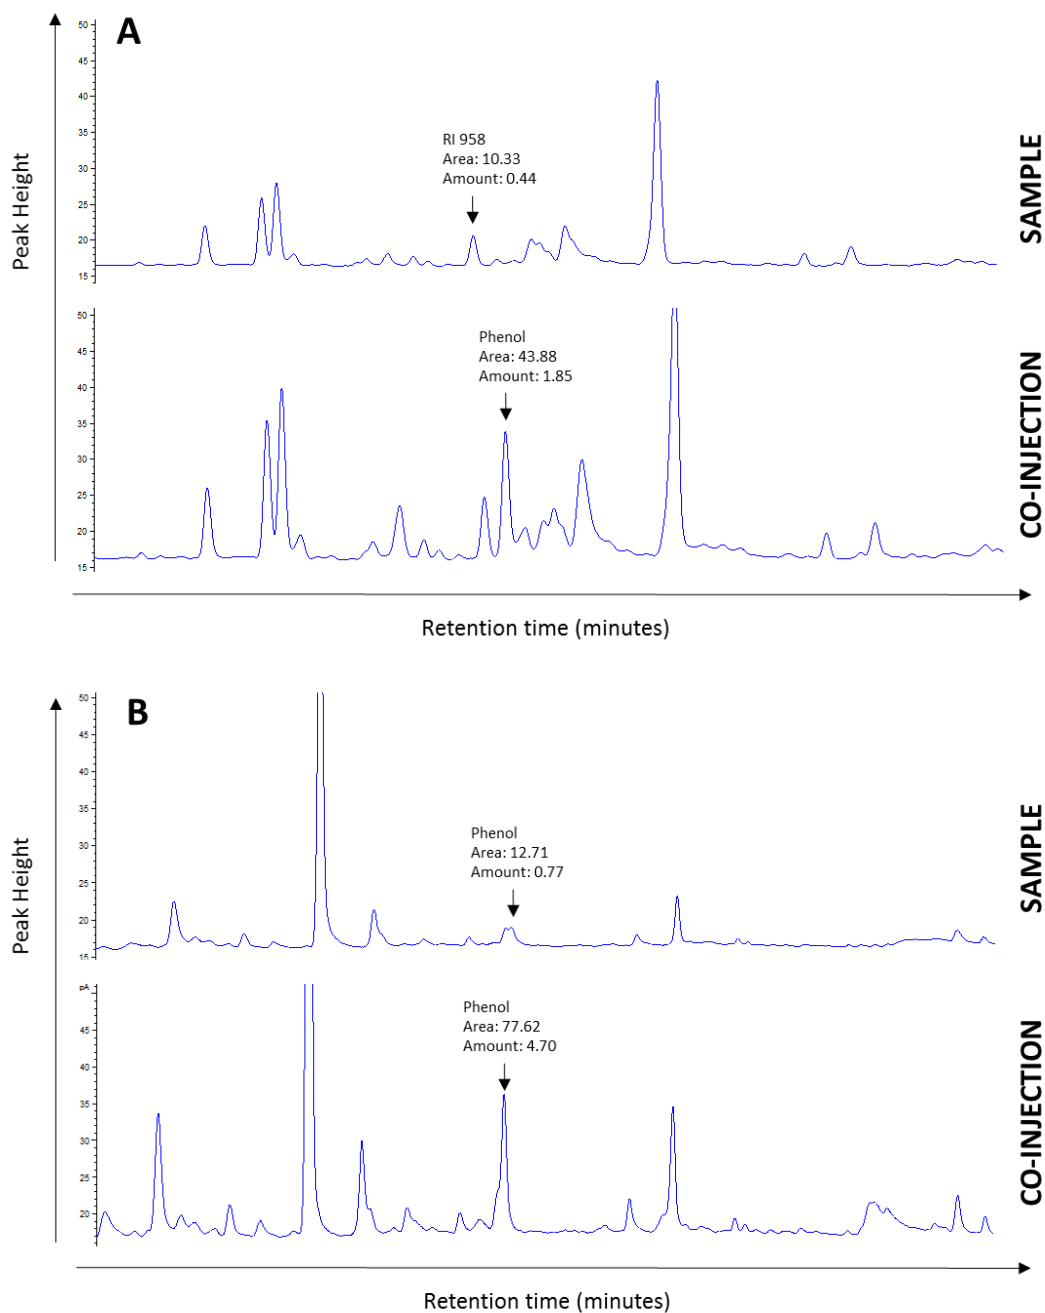 A
50
45
40
35
30
25
20
15
RI 958
Area: 10.33
Amount: 0.44
Peak Height
SAMPLE
50
45
40
35
30
25
20
15
Phenol
Area: 43.88
Amount: 1.85
CO-INJECTION
Retention time (minutes)
B
50
45
40
35
30
25
20
15
Phenol
Area: 12.71
Amount: 0.77
Peak Height
SAMPLE
pA
45
40
35
30
25
20
Phenol
Area: 77.62
Amount: 4.70
CO-INJECTION
Retention time (minutes)